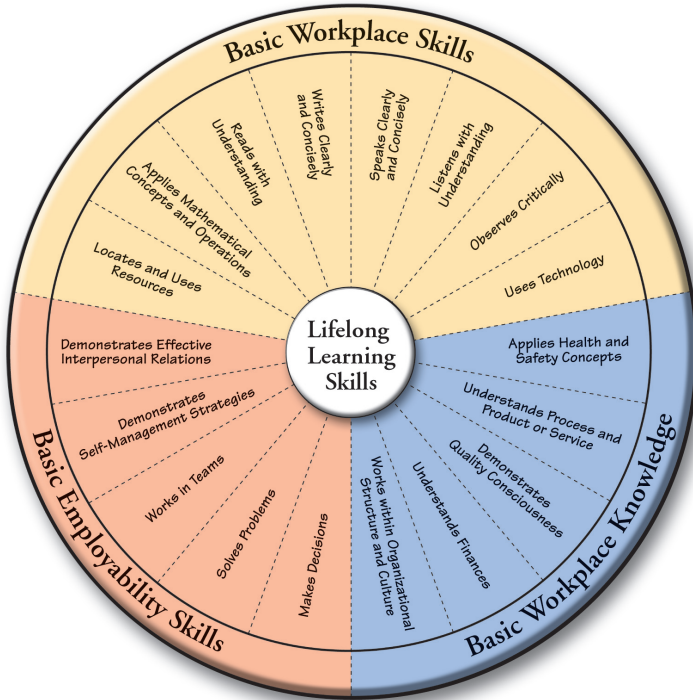 Basic Workplace Skills
Locates and Uses
Resources
Applies Mathematical
Concepts and Operations
Reads with
Understanding
Writes Clearly
and Concisely
Speaks Clearly
and Concisely
Listens with
Understanding
Observes Critically
Uses Technology
Basic Workplace Knowledge
Applies Health and
Safety Concepts
Understands Process and
Product or Service
Demonstrates
Quality Consciousness
Understands Finances
Works within Organizational
Structure and Culture
Basic Employability Skills
Demonstrates Effective
Interpersonal Relations
Demonstrates
Self-Management Strategies
Works in Teams
Solves Problems
Makes Decisions
Lifelong
Learning
Skills